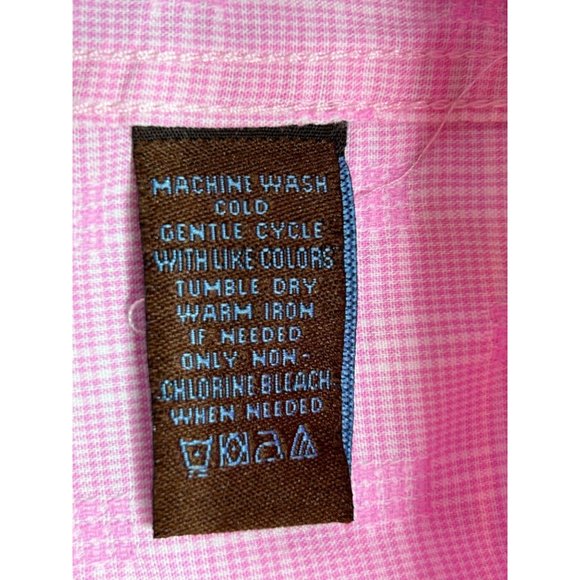 MACHINE WASH
COLD
GENTLE CYCLE
WITH LIKE COLORS
TUMBLE DRY
WARM IRON
IF NEEDED
ONLY NON-
CHLORINE BLEACH
WHEN NEEDED